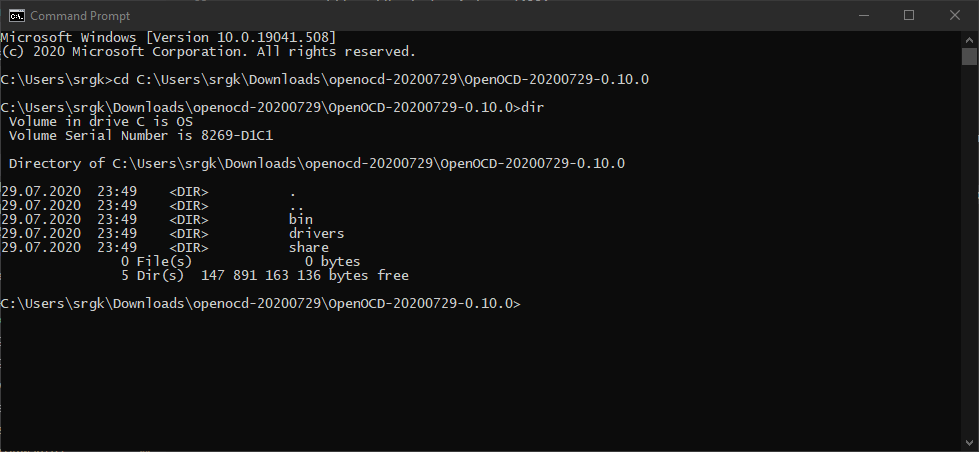 Command Prompt
Microsoft Windows [Version 10.0.19041.508]
(c) 2020 Microsoft Corporation. All rights reserved.
C:\Users\srgk>cd C:\Users\srgk\Downloads\openocd-20200729\OpenOCD-20200729-0.10.0
C:\Users\srgk\Downloads\openocd-20200729\OpenOCD-20200729-0.10.0>dir
Volume in drive C is OS
Volume Serial Number is 8269-D1C1
Directory of C:\Users\srgk\Downloads\openocd-20200729\OpenOCD-20200729-0.10.0
29.07.2020  23:49    <DIR>          .
29.07.2020  23:49    <DIR>          ..
29.07.2020  23:49    <DIR>          bin
29.07.2020  23:49    <DIR>          drivers
29.07.2020  23:49    <DIR>          share
0 File(s)              0 bytes
5 Dir(s)  147 891 163 136 bytes free
C:\Users\srgk\Downloads\openocd-20200729\OpenOCD-20200729-0.10.0>